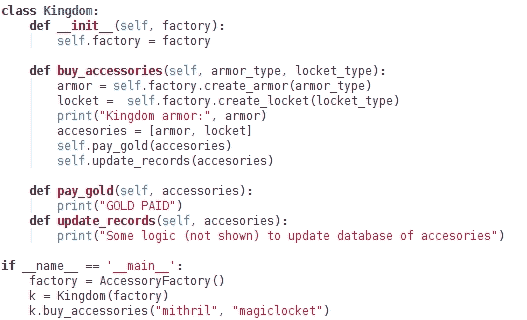 class Kingdom:
    def __init__(self, factory):
        self.factory = factory

    def buy_accessories(self, armor_type, locket_type):
        armor = self.factory.create_armor(armor_type)
        locket =  self.factory.create_locket(locket_type)
        print("Kingdom armor:", armor)
        accesories = [armor, locket]
        self.pay_gold(accesories)
        self.update_records(accesories)

    def pay_gold(self, accessories):
        print("GOLD PAID")
    def update_records(self, accesories):
        print("Some logic (not shown) to update database of accesories")

if __name__ == '__main__':
    factory = AccessoryFactory()
    k = Kingdom(factory)
    k.buy_accessories("mithril", "magiclocket")